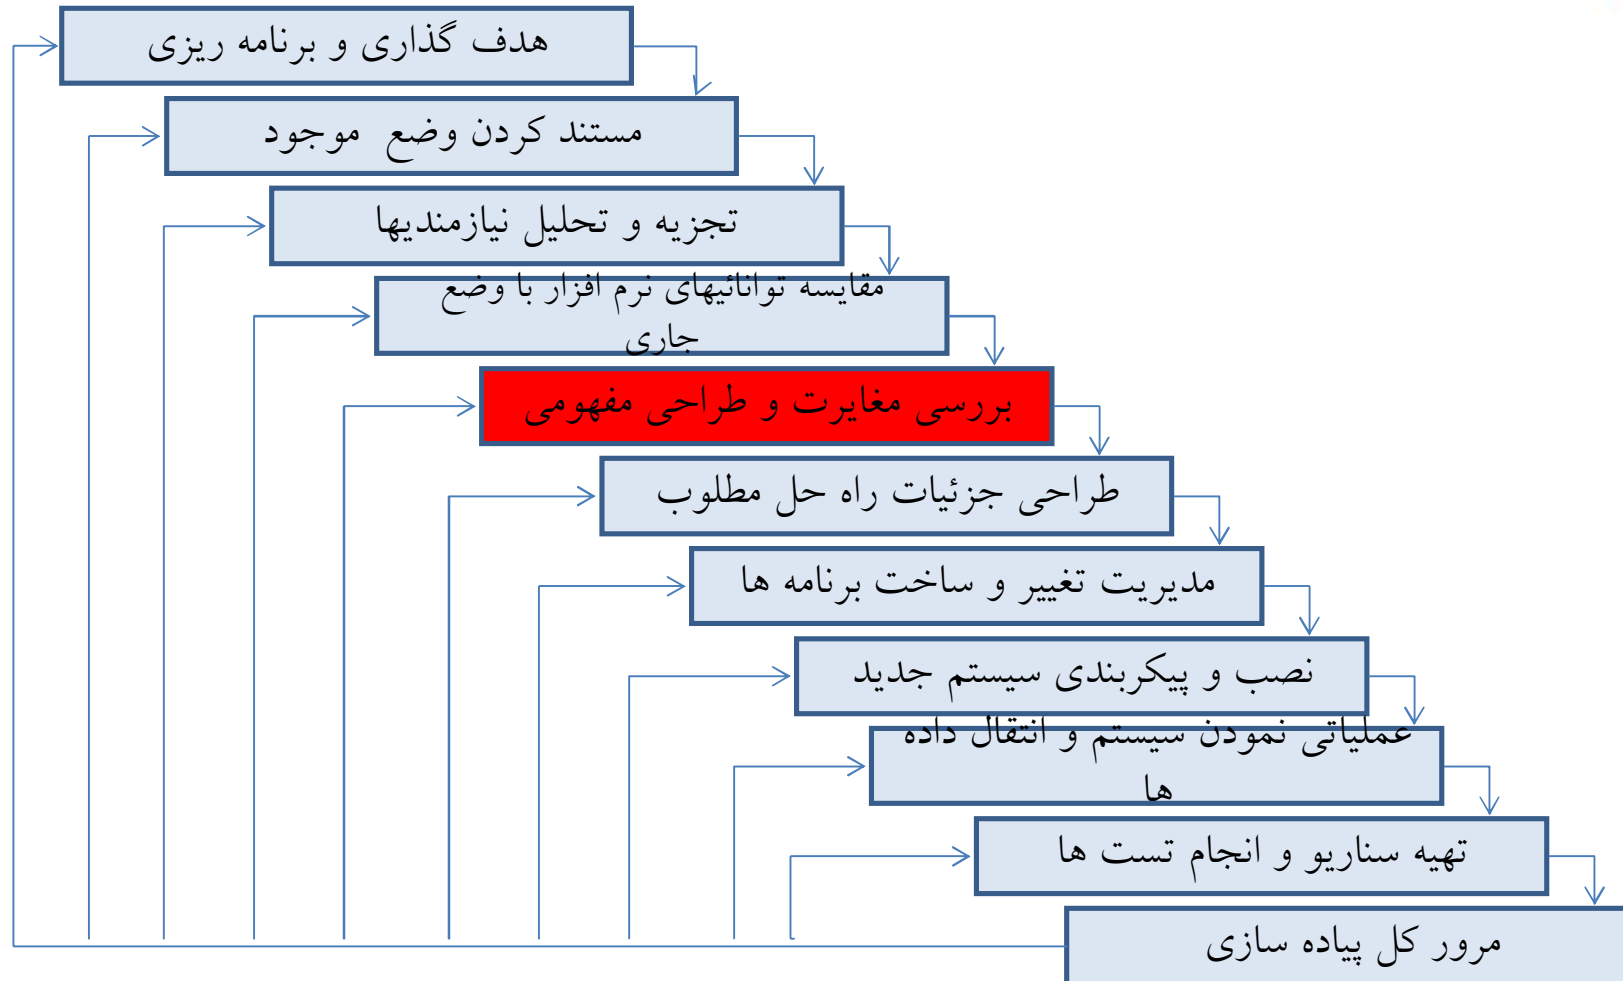 هدف گذاری و برنامه ریزی
مستند کردن وضع موجود
تجزیه و تحلیل نیازمندیها
مقایسه توانائیهای نرم افزار با وضع
جاری
بررسی مغایرت و طراحی مفهومی
طراحی جزئیات راه حل مطلوب
مدیریت تغییر و ساخت برنامه ها
نصب و پیکربندی سیستم جدید
عملیاتی نمودن سیستم و انتقال داده
ها
تهیه سناریو و انجام تست ها
مرور کل پیاده سازی